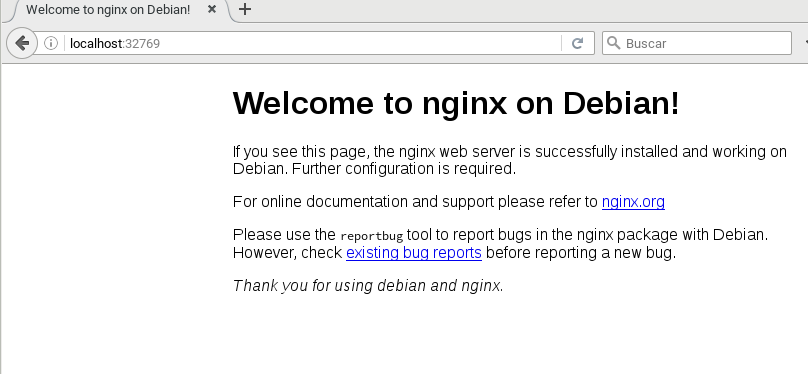 Welcome to nginx on Debian!
localhost:32769
Buscar
Welcome to nginx on Debian!
If you see this page, the nginx web server is successfully installed and working on
Debian. Further configuration is required.
For online documentation and support please refer to nginx.org
Please use the reportbug tool to report bugs in the nginx package with Debian.
However, check existing bug reports before reporting a new bug.
Thank you for using debian and nginx.